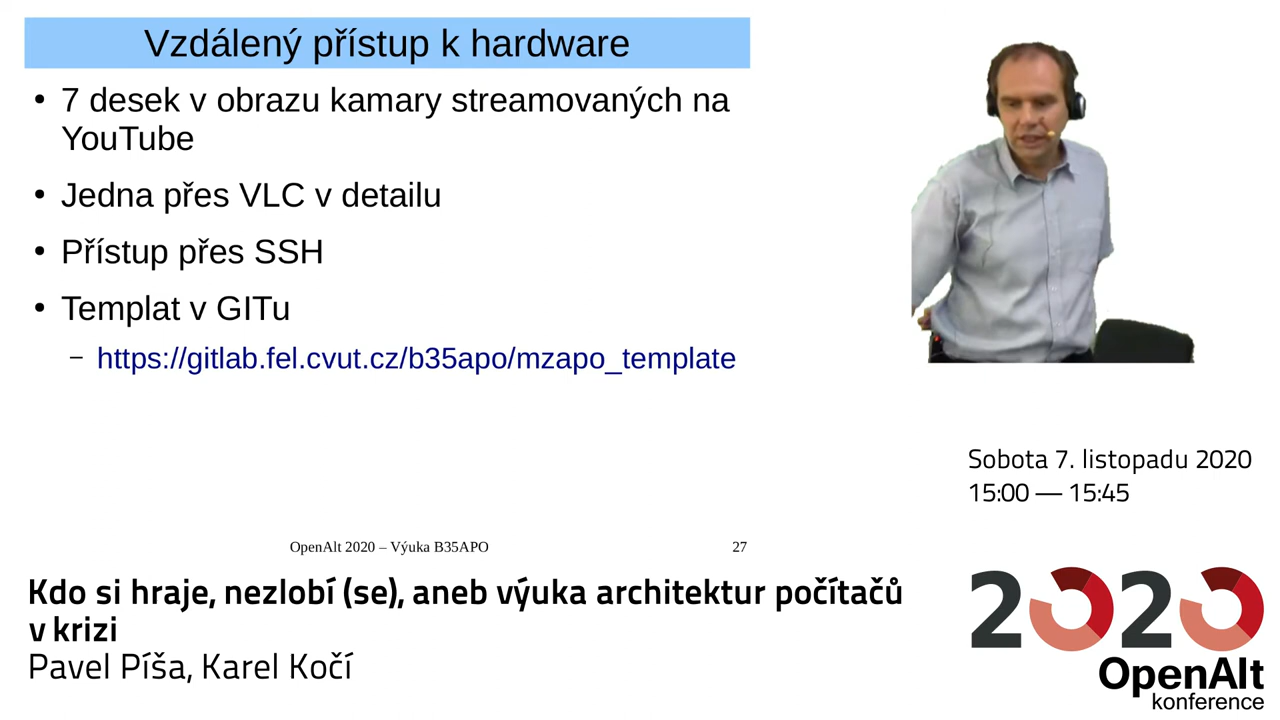 Vzdálený přístup k hardware
• 7 desek v obrazu kamary streamovaných na
YouTube
• Jedna přes VLC v detailu
• Přístup přes SSH
• Templat v GITu
– https://gitlab.fel.cvut.cz/b35apo/mzapo_template
Sobota 7. listopadu 2020
15:00 — 15:45
OpenAlt 2020 – Výuka B35APO 27
Kdo si hraje, nezlobí (se), aneb výuka architektur počítačů
v krizi
Pavel Píša, Karel Kočí
2020
OpenAlt
konference